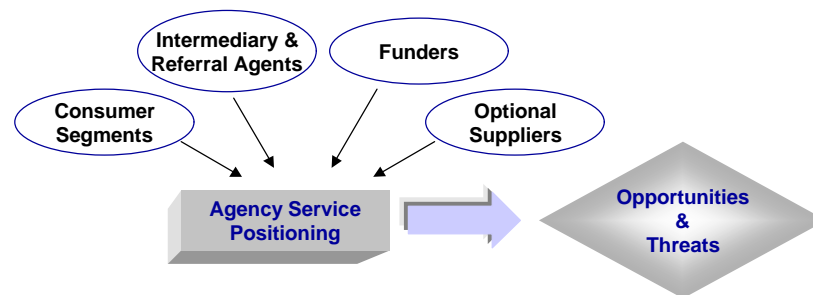 Intermediary &
Referral Agents
Funders
Consumer
Segments
Optional
Suppliers
Agency Service
Positioning
Opportunities
&
Threats